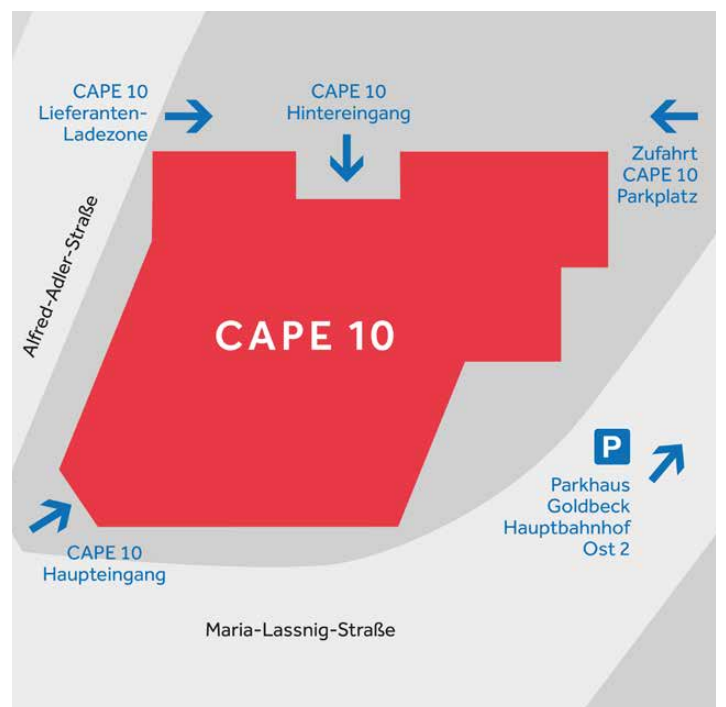 CAPE 10
Lieferanten-
Ladezone
CAPE 10
Hintereingang
Zufahrt
CAPE 10
Parkplatz
Alfred-Adler-Straße
CAPE 10
P
Parkhaus
Goldbeck
Hauptbahnhof
Ost 2
CAPE 10
Haupteingang
Maria-Lassnig-Straße